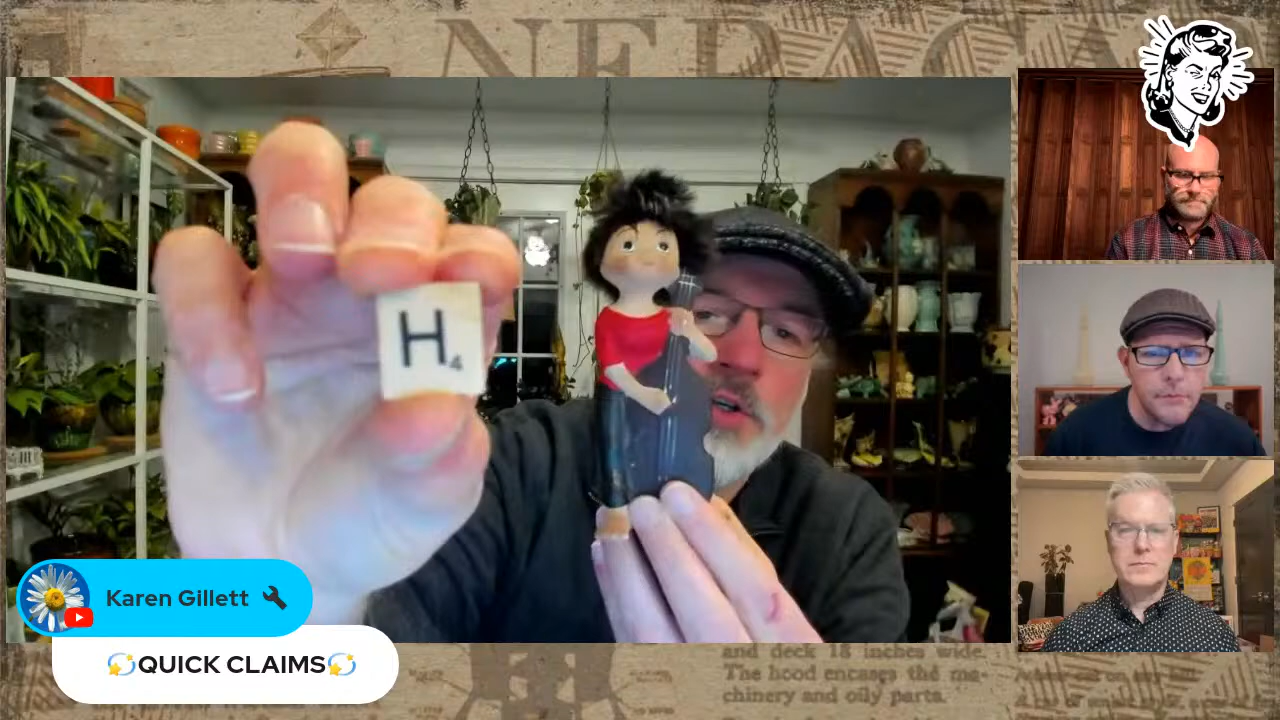 NEPACA
H4
Karen Gillett
💫QUICK CLAIMS💫
and deck 18 inches wide.
The hood encases the ma-
chinery and oily parts.